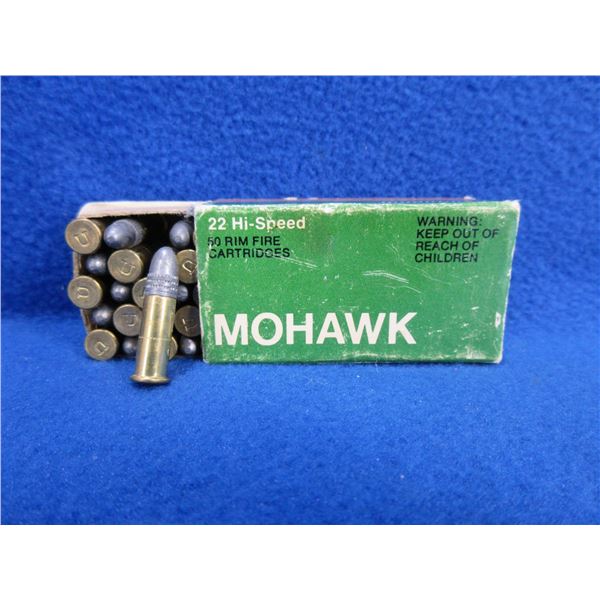 22 Hi-Speed
50 RIM FIRE
CARTRIDGES
WARNING:
KEEP OUT OF
REACH OF
CHILDREN
MOHAWK
U
U
U
U
U